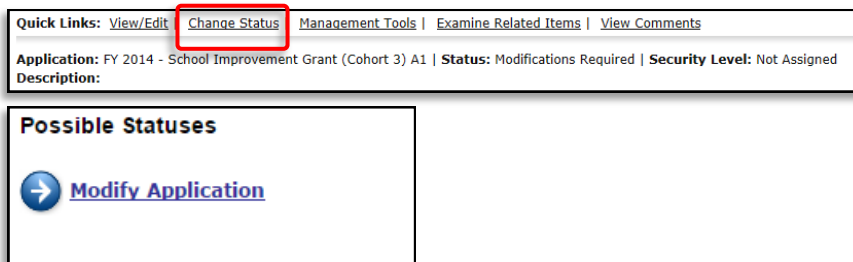 Quick Links: View/Edit | Change Status | Management Tools | Examine Related Items | View Comments
Application: FY 2014 - School Improvement Grant (Cohort 3) A1 | Status: Modifications Required | Security Level: Not Assigned
Description:
Possible Statuses
Modify Application